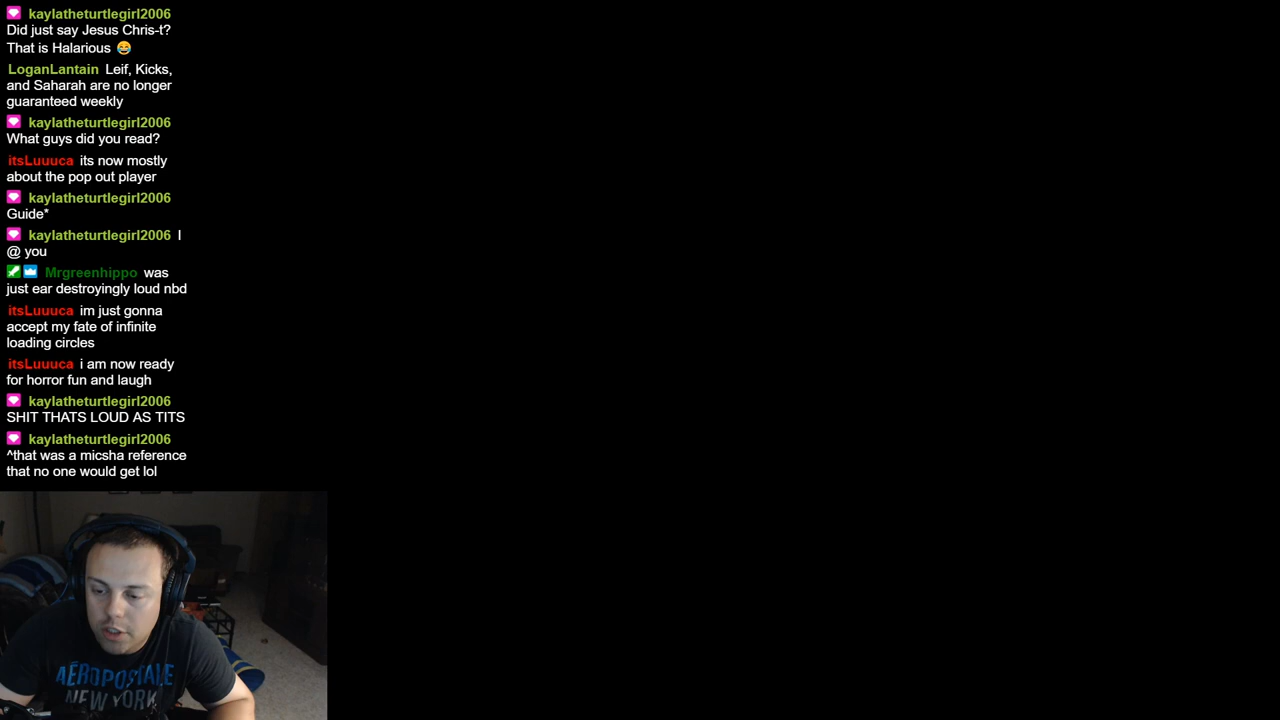 kaylatheturtlegirl2006
Did just say Jesus Chris-t?
That is Halarious 😂
LoganLantain Leif, Kicks,
and Saharah are no longer
guaranteed weekly
kaylatheturtlegirl2006
What guys did you read?
itsLuuuca its now mostly
about the pop out player
kaylatheturtlegirl2006
Guide*
kaylatheturtlegirl2006 I
@ you
Mrgreenhippo was
just ear destroyingly loud nbd
itsLuuuca im just gonna
accept my fate of infinite
loading circles
itsLuuuca i am now ready
for horror fun and laugh
kaylatheturtlegirl2006
SHIT THATS LOUD AS TITS
kaylatheturtlegirl2006
^that was a micsha reference
that no one would get lol
AÉROPOSTALE
NEW YORK